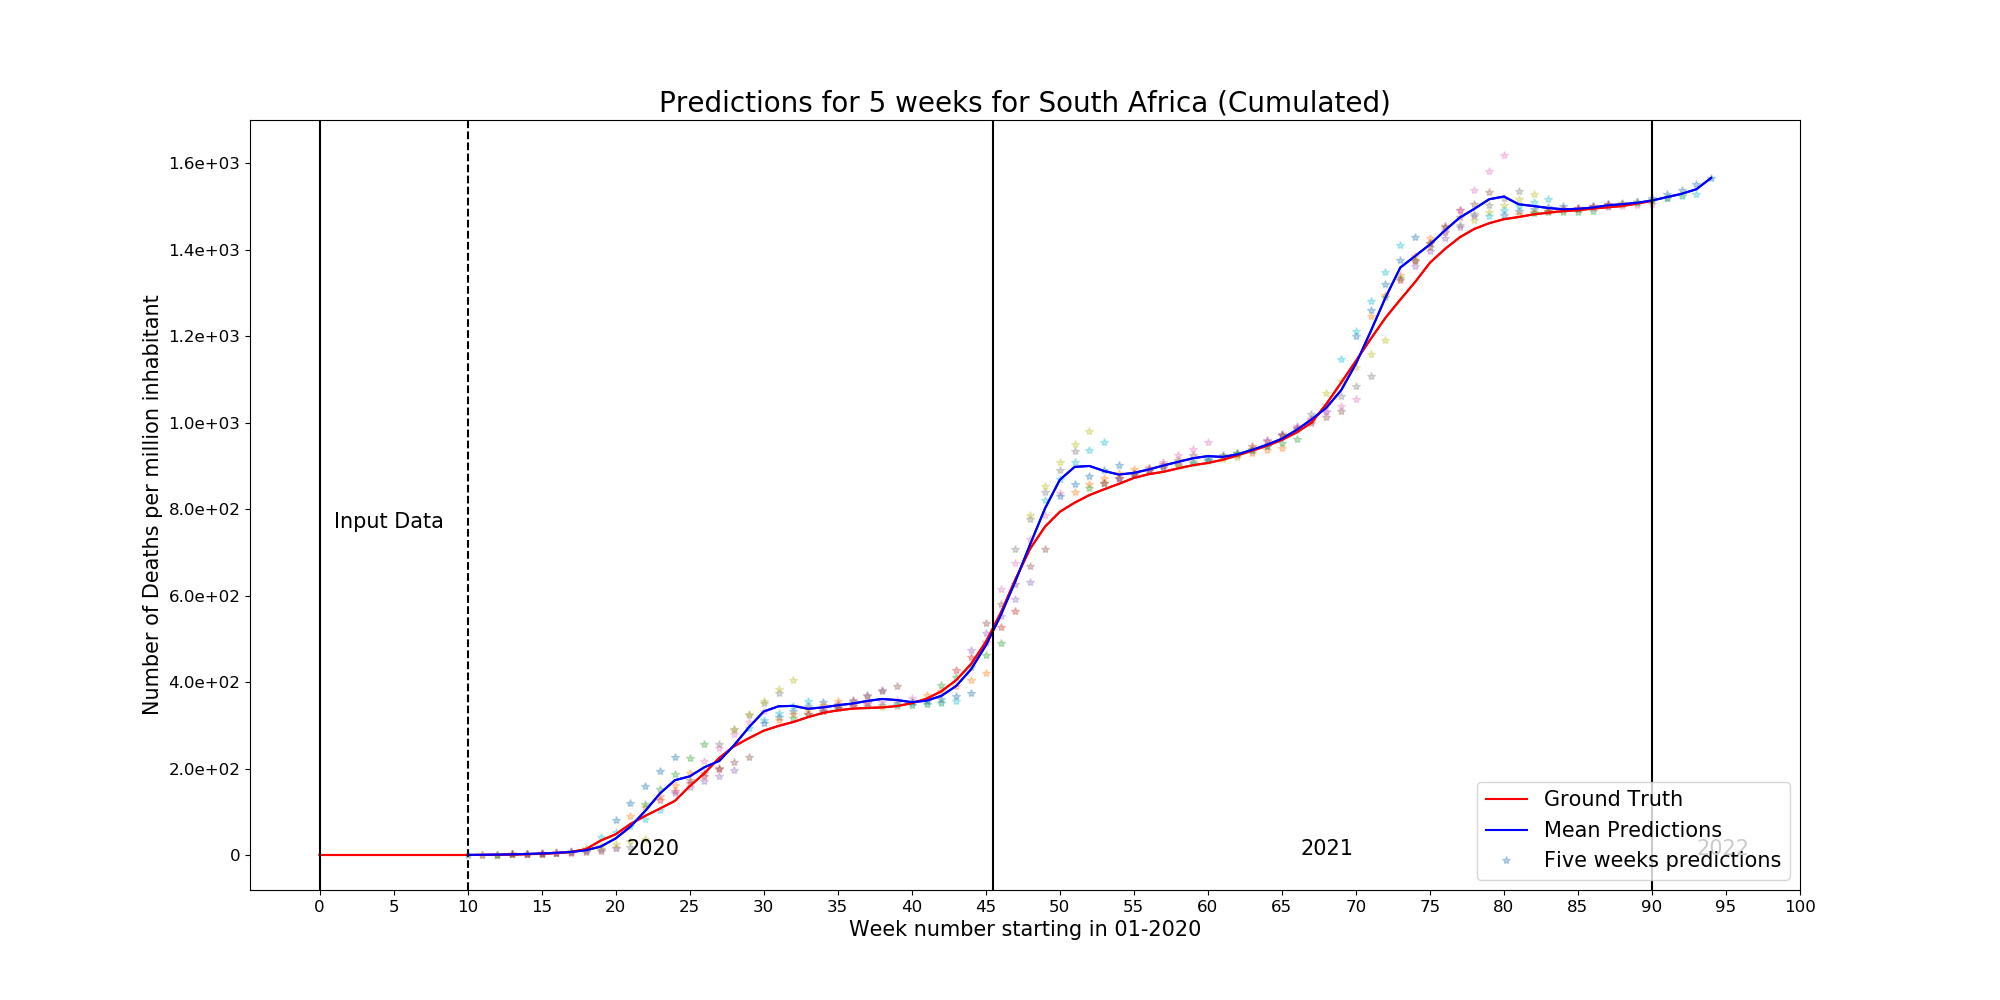 Predictions for 5 weeks for South Africa (Cumulated)
Number of Deaths per million inhabitant
1.6e+03
1.4e+03
1.2e+03
1.0e+03
8.0e+02
6.0e+02
4.0e+02
2.0e+02
0
Input Data
2020
2021
2022
Ground Truth
Mean Predictions
Five weeks predictions
0 5 10 15 20 25 30 35 40 45 50 55 60 65 70 75 80 85 90 95 100
Week number starting in 01-2020